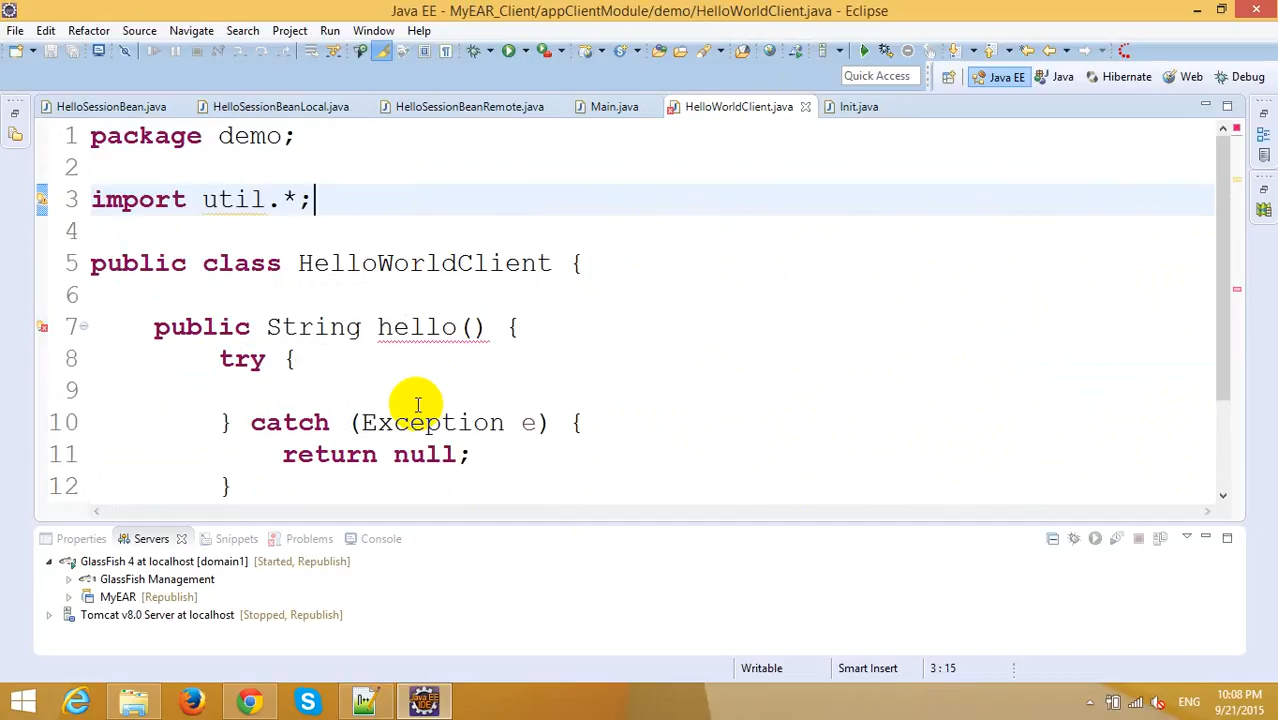 Java EE - MyEAR_Client/appClientModule/demo/HelloWorldClient.java - Eclipse
File Edit Refactor Source Navigate Search Project Run Window Help
Quick Access Java EE Java Hibernate Web Debug
HelloSessionBean.java HelloSessionBeanLocal.java HelloSessionBeanRemote.java Main.java HelloWorldClient.java Init.java
1 package demo;
2
3 import util.*;
4
5 public class HelloWorldClient {
6
7 public String hello() {
8 try {
9
10 } catch (Exception e) {
11 return null;
12 }
Properties Servers Snippets Problems Console
GlassFish 4 at localhost [domain1] [Started, Republish]
GlassFish Management
MyEAR [Republish]
Tomcat v8.0 Server at localhost [Stopped, Republish]
Writable Smart Insert 3 : 15
Java EE IDE
ENG 10:08 PM
9/21/2015